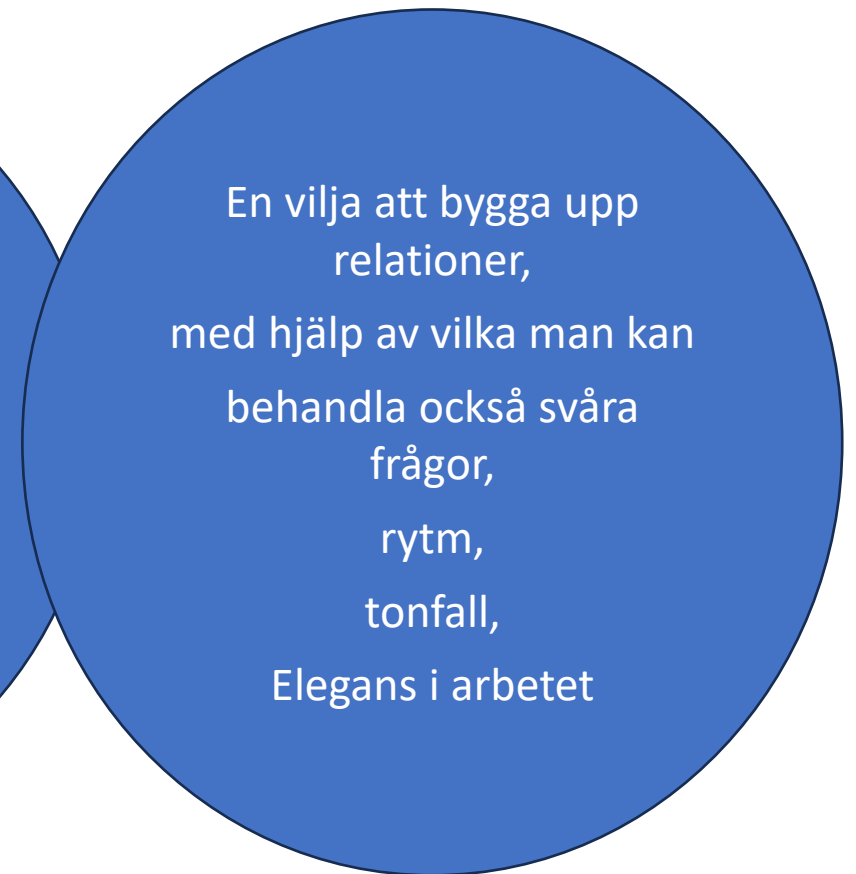 En vilja att bygga upp
relationer,
med hjälp av vilka man kan
behandla också svåra
frågor,
rytm,
tonfall,
Elegans i arbetet